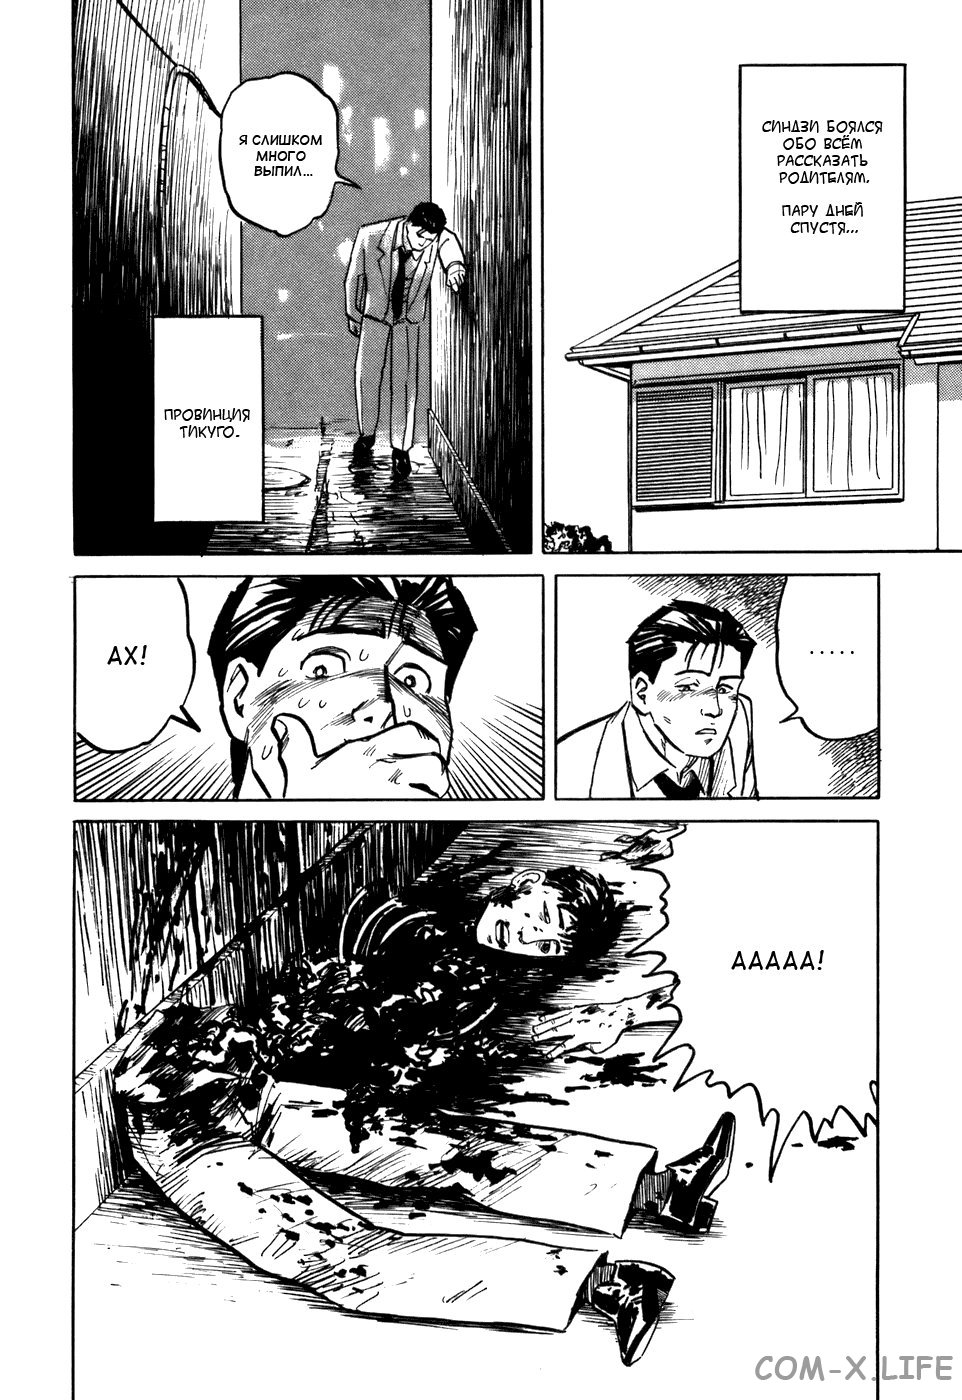 СИНДЗИ БОЯЛСЯ
ОБО ВСЁМ
РАССКАЗАТЬ
РОДИТЕЛЯМ.
ПАРУ ДНЕЙ
СПУСТЯ...
Я СЛИШКОМ
МНОГО
ВЫПИЛ...
ПРОВИНЦИЯ
ТИКУГО.
.....
АХ!
ААААА!
COM-X.LIFE